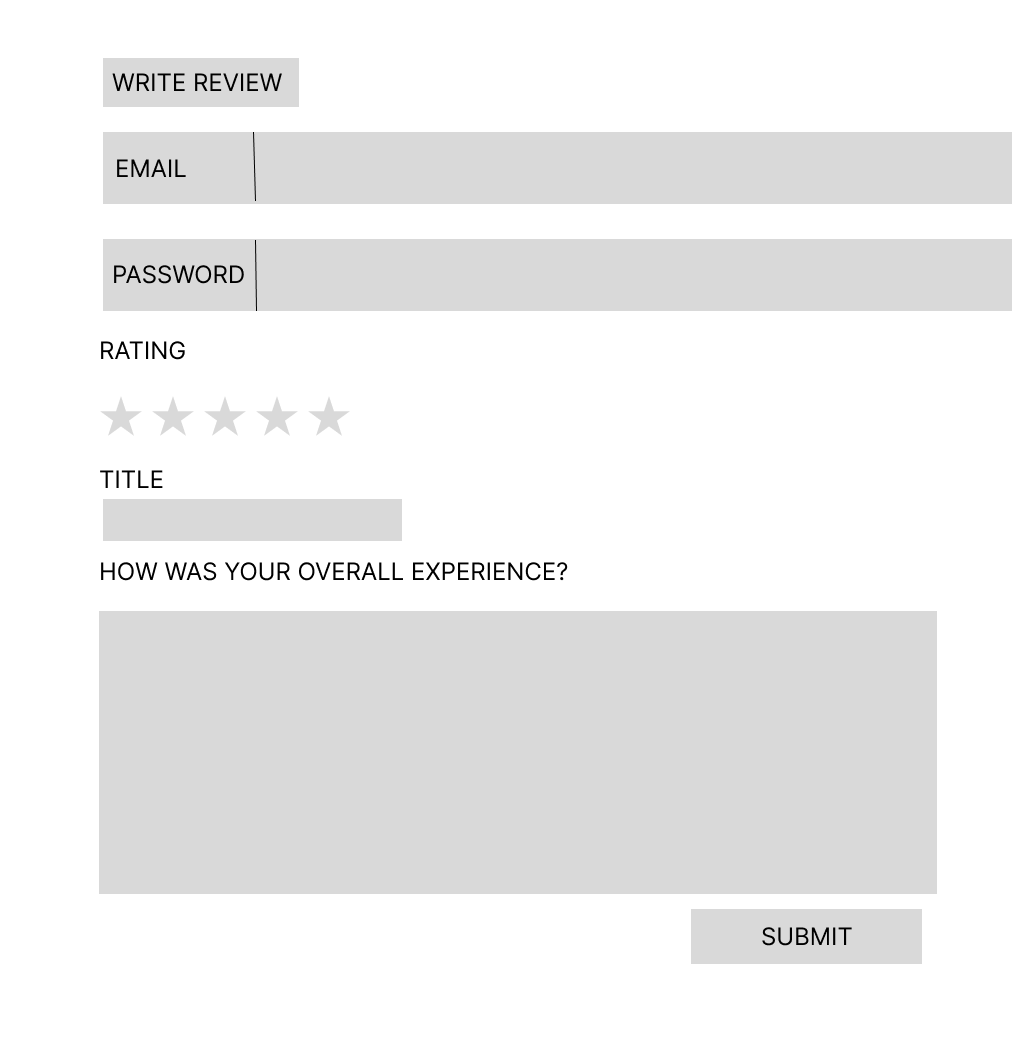 WRITE REVIEW
EMAIL
PASSWORD
RATING
TITLE
HOW WAS YOUR OVERALL EXPERIENCE?
SUBMIT